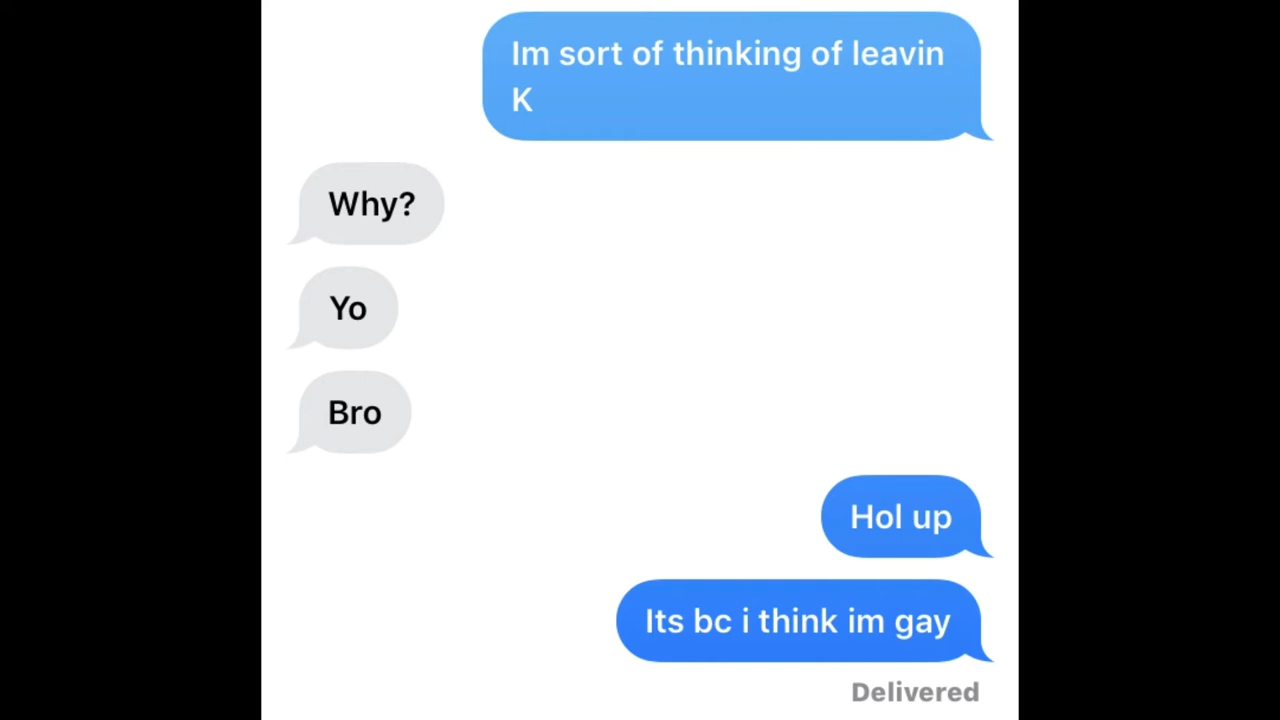 Im sort of thinking of leavin
K
Why?
Yo
Bro
Hol up
Its bc i think im gay
Delivered